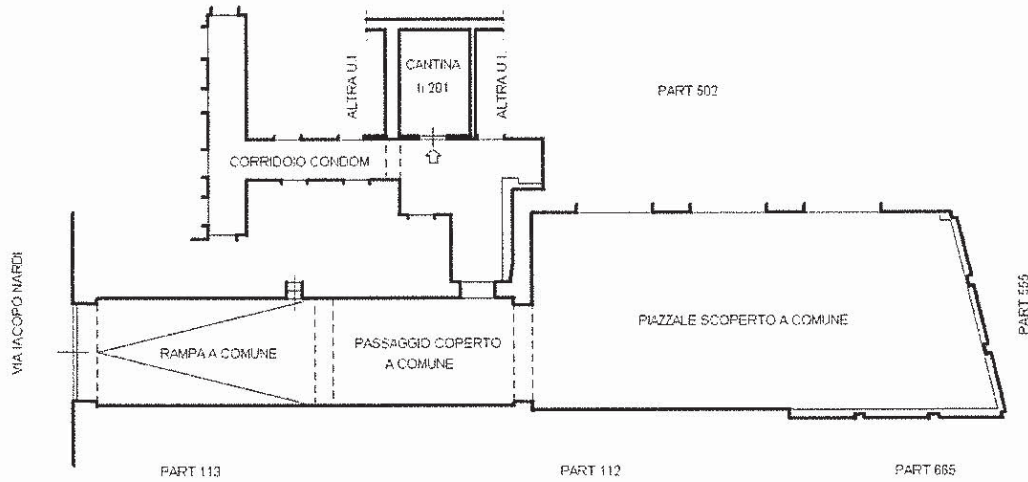 ALTRA U.I.
CANTINA
n 201
ALTRA U.I.
PART 502
CORRIDOIO CONDOM
VIA IACOPO NARDI
RAMPA A COMUNE
PASSAGGIO COPERTO
A COMUNE
PIAZZALE SCOPERTO A COMUNE
PART 555
PART 113
PART 112
PART 665